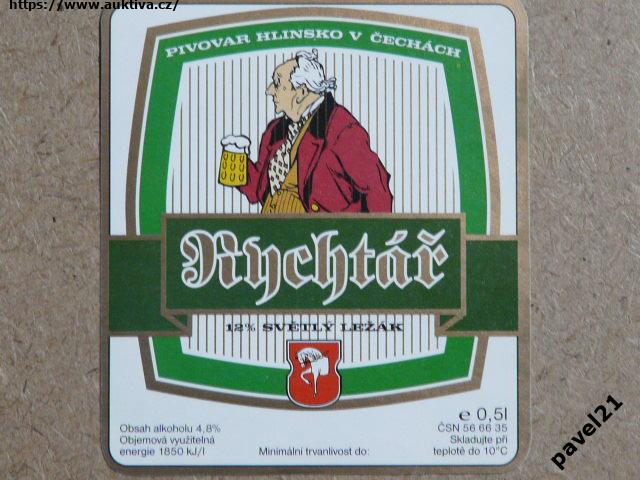 https://www.auktiva.cz/
PIVOVAR HLINSKO V ČECHÁCH
Rychtář
12% SVĚTLÝ LEŽÁK
Obsah alkoholu 4,8%
Objemová využitelná
energie 1850 kJ/l
Minimální trvanlivost do:
e 0,5l
ČSN 56 66 35
Skladujte při
teplotě do 10°C
pavel21